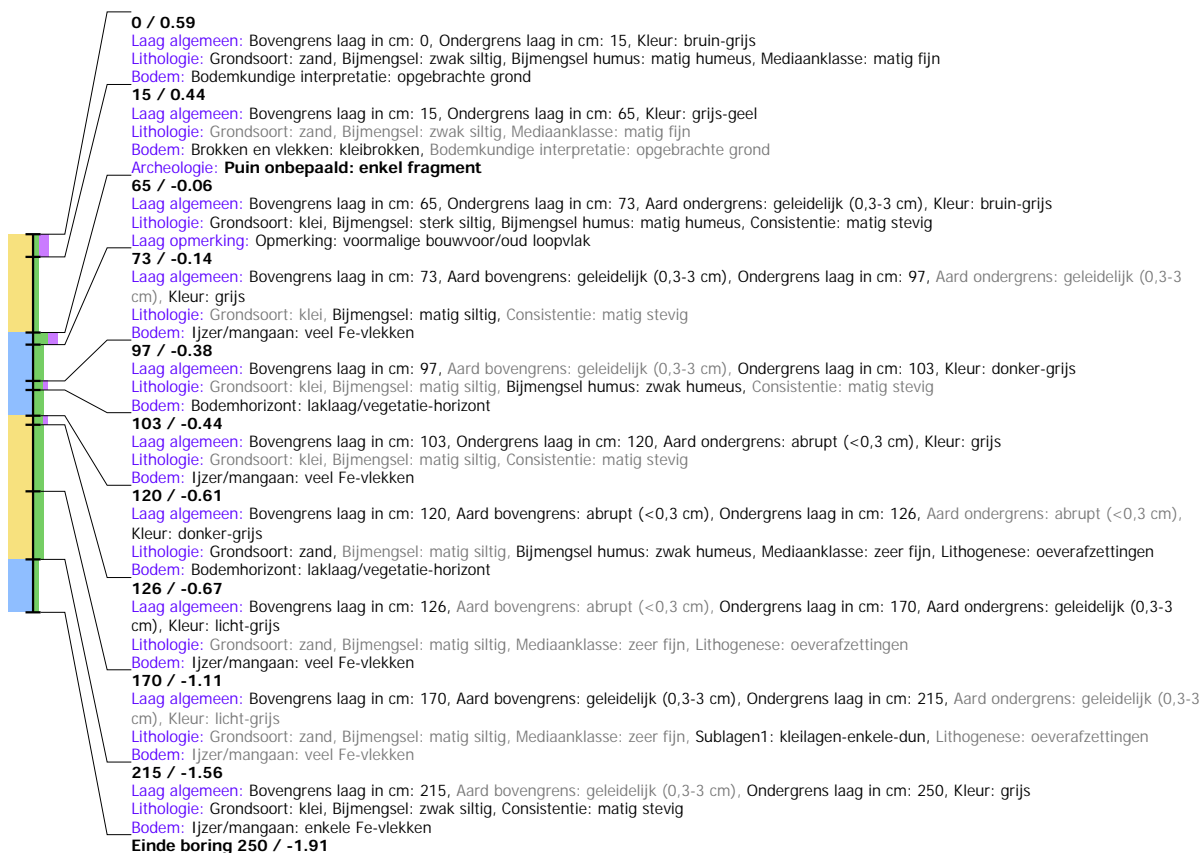 0 / 0.59
Laag algemeen: Bovengrens laag in cm: 0, Ondergrens laag in cm: 15, Kleur: bruin-grijs
Lithologie: Grondsoort: zand, Bijmengsel: zwak siltig, Bijmengsel humus: matig humeus, Mediaanklasse: matig fijn
Bodem: Bodemkundige interpretatie: opgebrachte grond
15 / 0.44
Laag algemeen: Bovengrens laag in cm: 15, Ondergrens laag in cm: 65, Kleur: grijs-geel
Lithologie: Grondsoort: zand, Bijmengsel: zwak siltig, Mediaanklasse: matig fijn
Bodem: Brokken en vlekken: kleibrokken, Bodemkundige interpretatie: opgebrachte grond
Archeologie: Puin onbepaald: enkel fragment
65 / -0.06
Laag algemeen: Bovengrens laag in cm: 65, Ondergrens laag in cm: 73, Aard ondergrens: geleidelijk (0,3-3 cm), Kleur: bruin-grijs
Lithologie: Grondsoort: klei, Bijmengsel: sterk siltig, Bijmengsel humus: matig humeus, Consistentie: matig stevig
Laag opmerking: Opmerking: voormalige bouwvoor/oud loopvlak
73 / -0.14
Laag algemeen: Bovengrens laag in cm: 73, Aard bovengrens: geleidelijk (0,3-3 cm), Ondergrens laag in cm: 97, Aard ondergrens: geleidelijk (0,3-3
cm), Kleur: grijs
Lithologie: Grondsoort: klei, Bijmengsel: matig siltig, Consistentie: matig stevig
Bodem: Ijzer/mangaan: veel Fe-vlekken
97 / -0.38
Laag algemeen: Bovengrens laag in cm: 97, Aard bovengrens: geleidelijk (0,3-3 cm), Ondergrens laag in cm: 103, Kleur: donker-grijs
Lithologie: Grondsoort: klei, Bijmengsel: matig siltig, Bijmengsel humus: zwak humeus, Consistentie: matig stevig
Bodem: Bodemhorizont: laklaag/vegetatie-horizont
103 / -0.44
Laag algemeen: Bovengrens laag in cm: 103, Ondergrens laag in cm: 120, Aard ondergrens: abrupt (<0,3 cm), Kleur: grijs
Lithologie: Grondsoort: klei, Bijmengsel: matig siltig, Consistentie: matig stevig
Bodem: Ijzer/mangaan: veel Fe-vlekken
120 / -0.61
Laag algemeen: Bovengrens laag in cm: 120, Aard bovengrens: abrupt (<0,3 cm), Ondergrens laag in cm: 126, Aard ondergrens: abrupt (<0,3 cm),
Kleur: donker-grijs
Lithologie: Grondsoort: zand, Bijmengsel: matig siltig, Bijmengsel humus: zwak humeus, Mediaanklasse: zeer fijn, Lithogenese: oeverafzettingen
Bodem: Bodemhorizont: laklaag/vegetatie-horizont
126 / -0.67
Laag algemeen: Bovengrens laag in cm: 126, Aard bovengrens: abrupt (<0,3 cm), Ondergrens laag in cm: 170, Aard ondergrens: geleidelijk (0,3-3
cm), Kleur: licht-grijs
Lithologie: Grondsoort: zand, Bijmengsel: matig siltig, Mediaanklasse: zeer fijn, Lithogenese: oeverafzettingen
Bodem: Ijzer/mangaan: veel Fe-vlekken
170 / -1.11
Laag algemeen: Bovengrens laag in cm: 170, Aard bovengrens: geleidelijk (0,3-3 cm), Ondergrens laag in cm: 215, Aard ondergrens: geleidelijk (0,3-3
cm), Kleur: licht-grijs
Lithologie: Grondsoort: zand, Bijmengsel: matig siltig, Mediaanklasse: zeer fijn, Sublagen1: kleilagen-enkele-dun, Lithogenese: oeverafzettingen
Bodem: Ijzer/mangaan: veel Fe-vlekken
215 / -1.56
Laag algemeen: Bovengrens laag in cm: 215, Aard bovengrens: geleidelijk (0,3-3 cm), Ondergrens laag in cm: 250, Kleur: grijs
Lithologie: Grondsoort: klei, Bijmengsel: zwak siltig, Consistentie: matig stevig
Bodem: Ijzer/mangaan: enkele Fe-vlekken
Einde boring 250 / -1.91